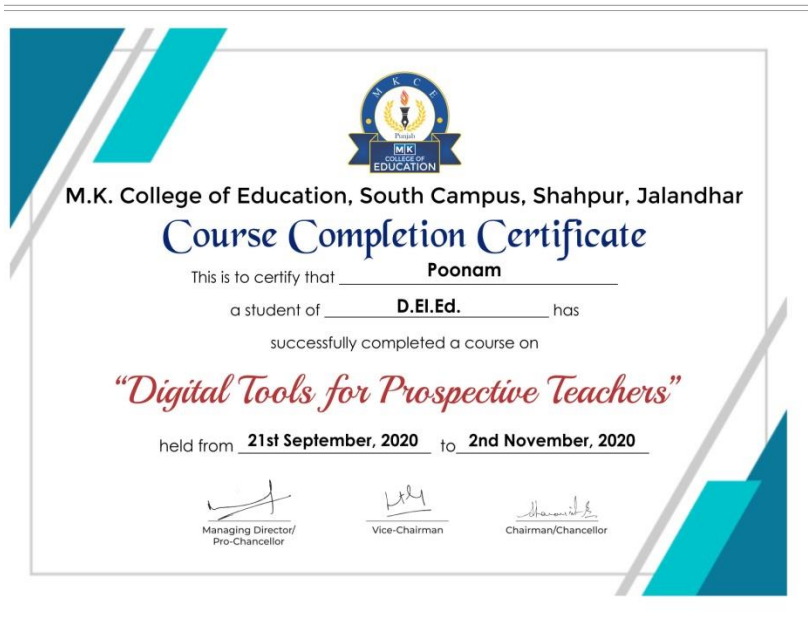 M K C E
Punjab
MK
COLLEGE OF
EDUCATION
M.K. College of Education, South Campus, Shahpur, Jalandhar
Course Completion Certificate
This is to certify that Poonam
a student of D.El.Ed. has
successfully completed a course on
“Digital Tools for Prospective Teachers”
held from 21st September, 2020 to 2nd November, 2020
Managing Director/ Vice-Chairman Chairman/Chancellor
Pro-Chancellor